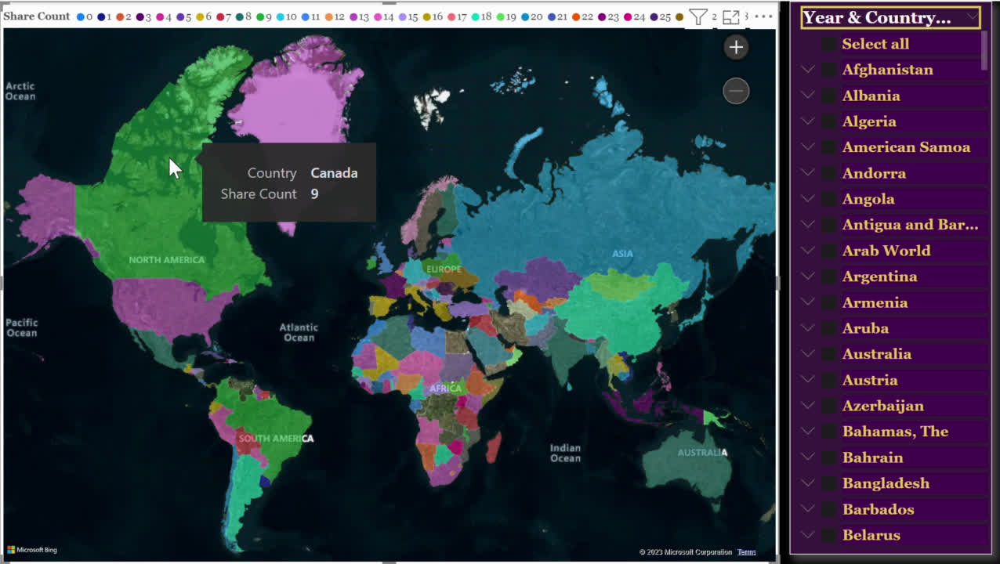 Share Count 0 1 2 3 4 5 6 7 8 9 10 11 12 13 14 15 16 17 18 19 20 21 22 23 24 25
Year & Country...
Select all
Afghanistan
Albania
Algeria
American Samoa
Andorra
Angola
Antigua and Bar...
Arab World
Argentina
Armenia
Aruba
Australia
Austria
Azerbaijan
Bahamas, The
Bahrain
Bangladesh
Barbados
Belarus
Arctic
Ocean
Country Canada
Share Count 9
NORTH AMERICA
EUROPE
ASIA
Pacific
Ocean
Atlantic
Ocean
AFRICA
SOUTH AMERICA
Indian
Ocean
AUSTRALIA
Microsoft Bing
© 2023 Microsoft Corporation Terms